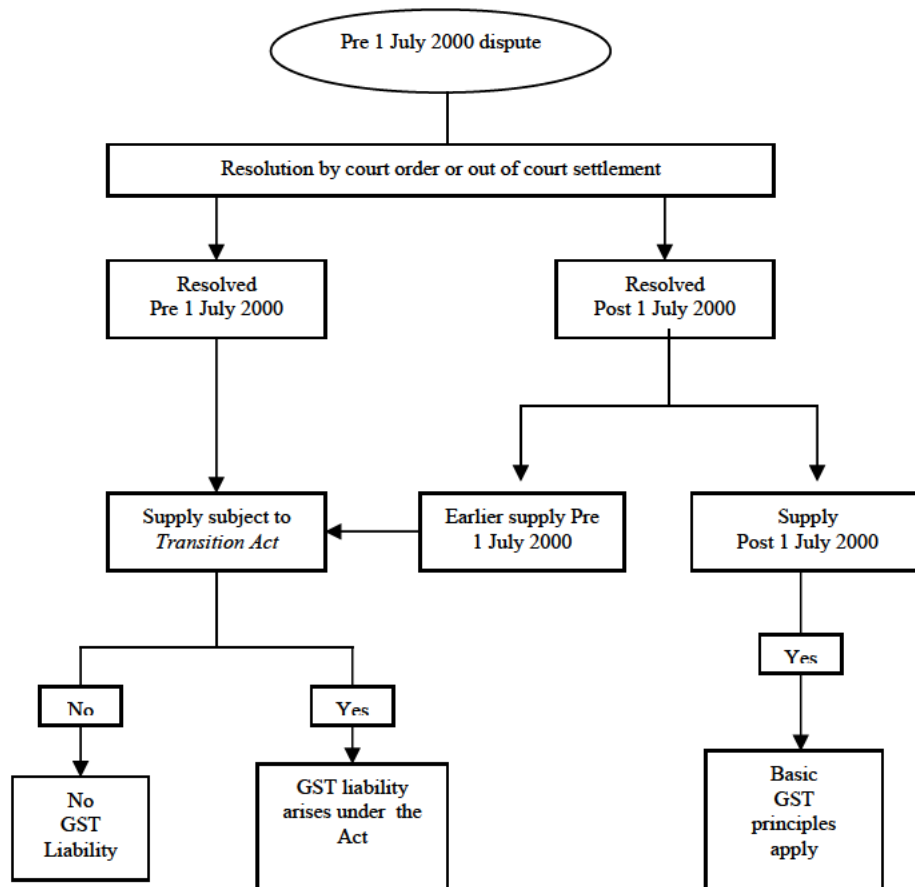 Pre 1 July 2000 dispute
Resolution by court order or out of court settlement
Resolved
Pre 1 July 2000
Resolved
Post 1 July 2000
Supply subject to
Transition Act
Earlier supply Pre
1 July 2000
Supply
Post 1 July 2000
No
Yes
Yes
No
GST
Liability
GST liability
arises under the
Act
Basic
GST
principles
apply